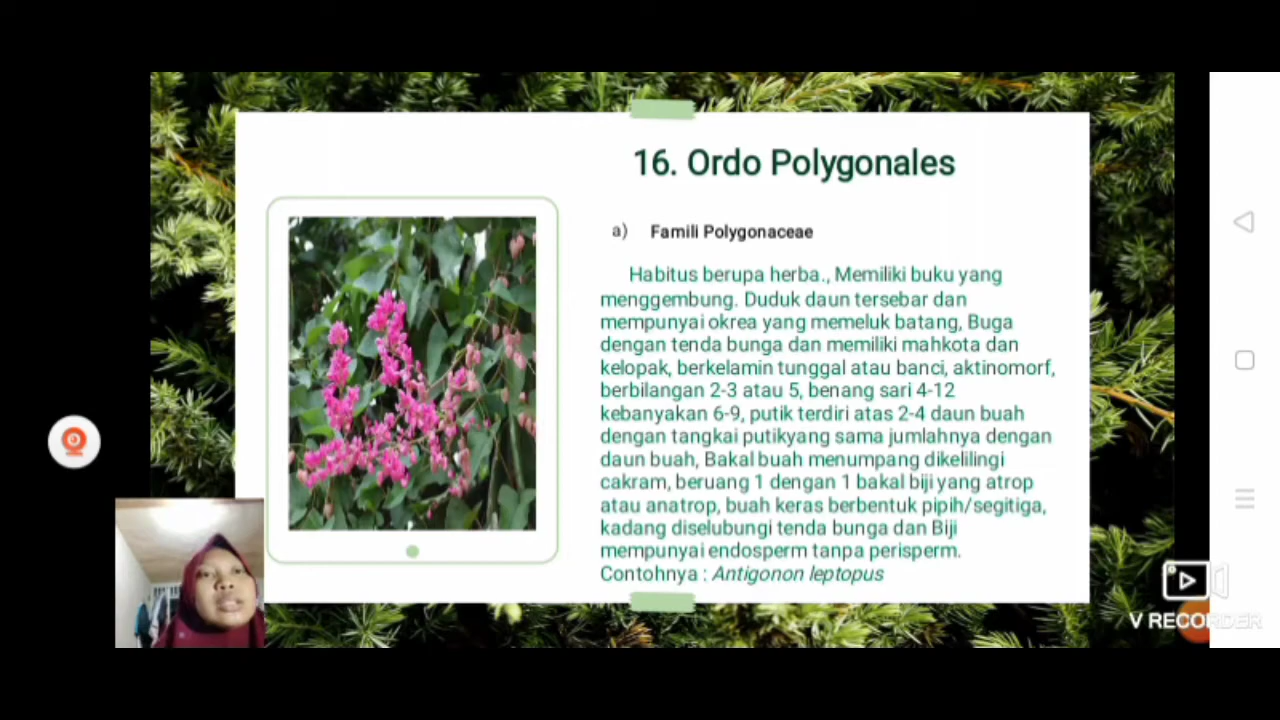 16. Ordo Polygonales
a) Famili Polygonaceae
Habitus berupa herba., Memiliki buku yang
menggembung. Duduk daun tersebar dan
mempunyai okrea yang memeluk batang, Buga
dengan tenda bunga dan memiliki mahkota dan
kelopak, berkelamin tunggal atau banci, aktinomorf,
berbilangan 2-3 atau 5, benang sari 4-12
kebanyakan 6-9, putik terdiri atas 2-4 daun buah
dengan tangkai putikyang sama jumlahnya dengan
daun buah, Bakal buah menumpang dikelilingi
cakram, beruang 1 dengan 1 bakal biji yang atrop
atau anatrop, buah keras berbentuk pipih/segitiga,
kadang diselubungi tenda bunga dan Biji
mempunyai endosperm tanpa perisperm.
Contohnya : Antigonon leptopus
V RECORDER